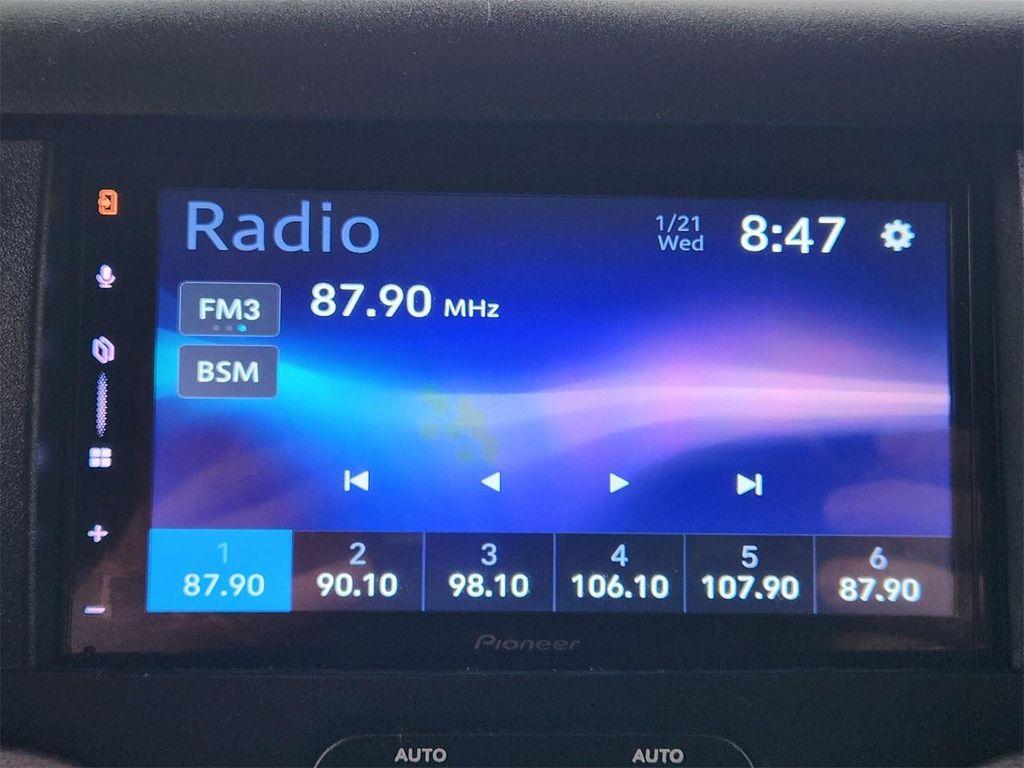 Radio
1/21
Wed
8:47
FM3
87.90 MHz
BSM
1 2 3 4 5 6
87.90 90.10 98.10 106.10 107.90 87.90
Pioneer
AUTO AUTO